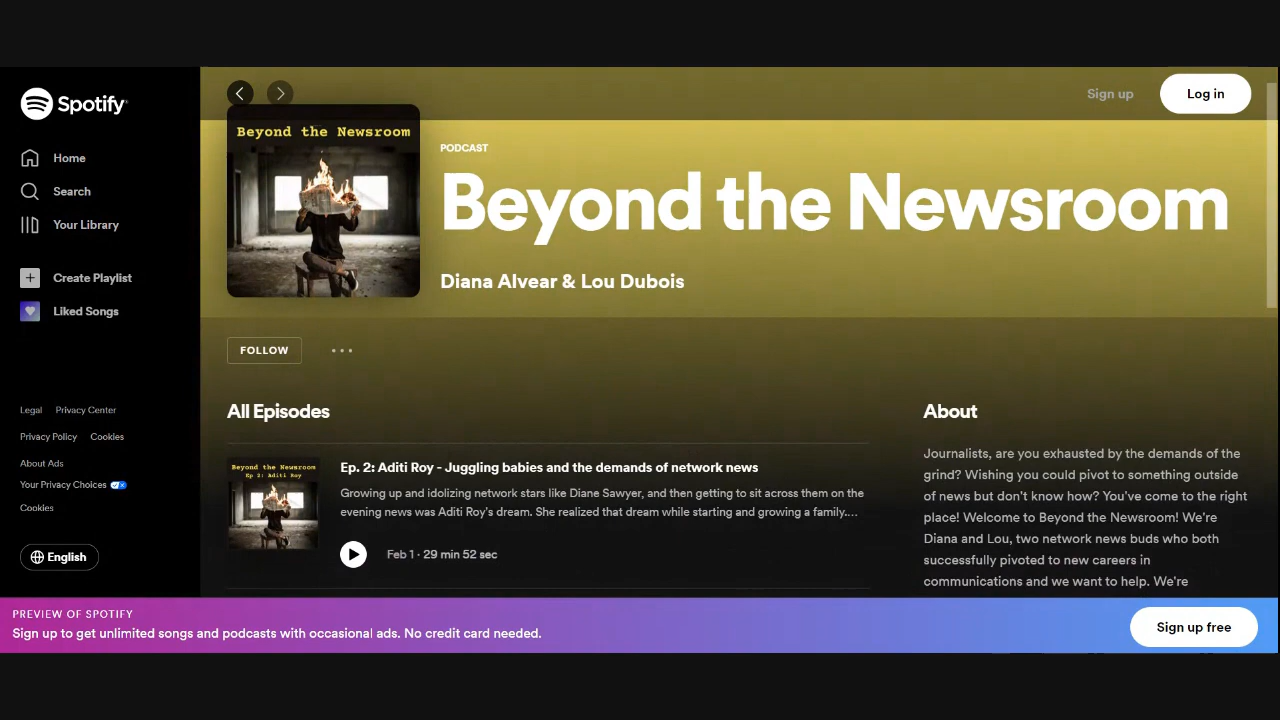 Spotify
Home
Search
Your Library
Create Playlist
Liked Songs
Legal Privacy Center
Privacy Policy Cookies
About Ads
Your Privacy Choices
Cookies
English
Sign up Log in
Beyond the Newsroom
PODCAST
Beyond the Newsroom
Diana Alvear & Lou Dubois
FOLLOW
All Episodes
Beyond the Newsroom
Ep 2: Aditi Roy
Ep. 2: Aditi Roy - Juggling babies and the demands of network news
Growing up and idolizing network stars like Diane Sawyer, and then getting to sit across them on the
evening news was Aditi Roy's dream. She realized that dream while starting and growing a family....
Feb 1 · 29 min 52 sec
About
Journalists, are you exhausted by the demands of the
grind? Wishing you could pivot to something outside
of news but don't know how? You've come to the right
place! Welcome to Beyond the Newsroom! We're
Diana and Lou, two network news buds who both
successfully pivoted to new careers in
communications and we want to help. We're
PREVIEW OF SPOTIFY
Sign up to get unlimited songs and podcasts with occasional ads. No credit card needed.
Sign up free